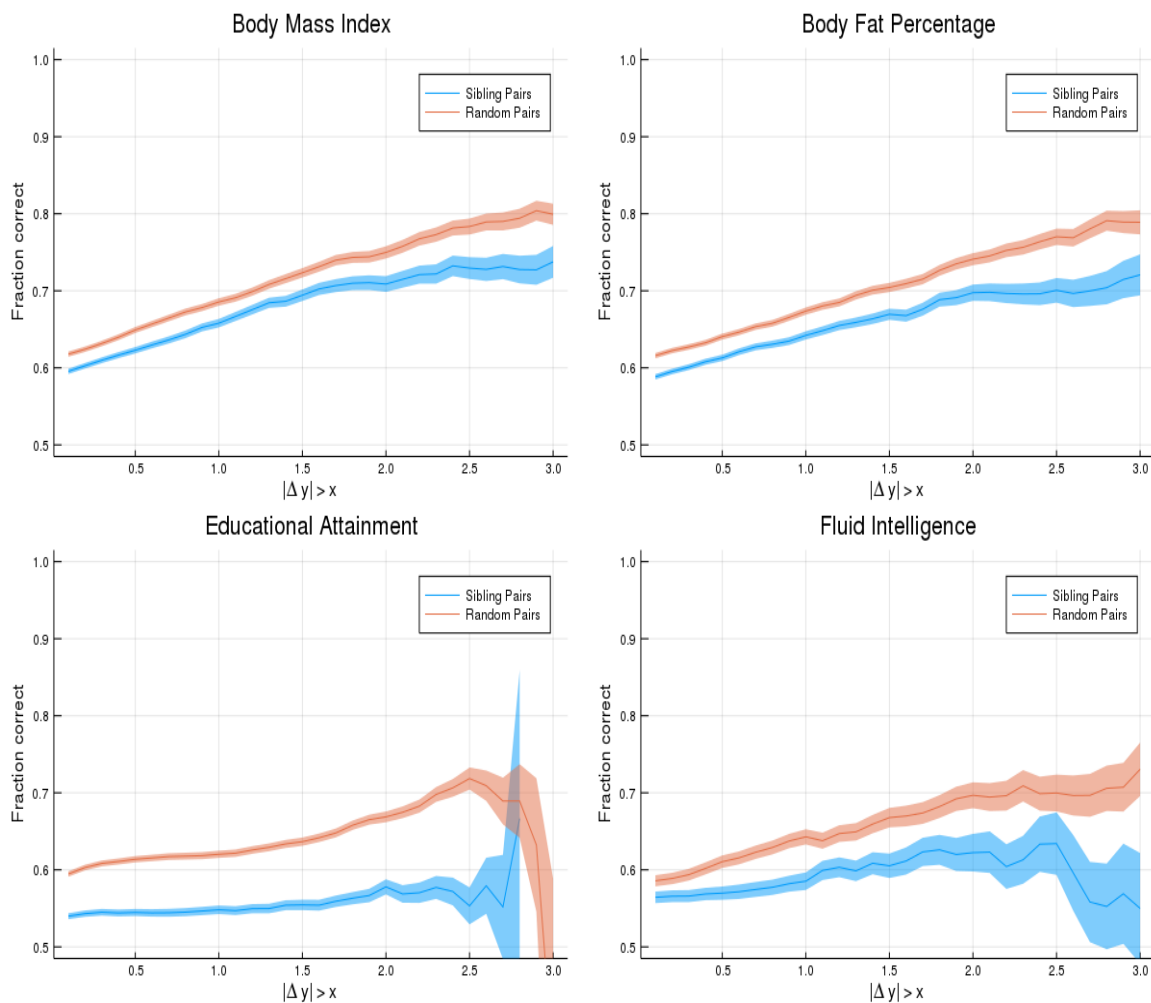 Body Mass Index
1.0
0.9
0.8
0.7
0.6
0.5
Fraction correct
Sibling Pairs
Random Pairs
0.5 1.0 1.5 2.0 2.5 3.0
|Δ y| > x
Body Fat Percentage
1.0
0.9
0.8
0.7
0.6
0.5
Fraction correct
Sibling Pairs
Random Pairs
0.5 1.0 1.5 2.0 2.5 3.0
|Δ y| > x
Educational Attainment
1.0
0.9
0.8
0.7
0.6
0.5
Fraction correct
Sibling Pairs
Random Pairs
0.5 1.0 1.5 2.0 2.5 3.0
|Δ y| > x
Fluid Intelligence
1.0
0.9
0.8
0.7
0.6
0.5
Fraction correct
Sibling Pairs
Random Pairs
0.5 1.0 1.5 2.0 2.5 3.0
|Δ y| > x